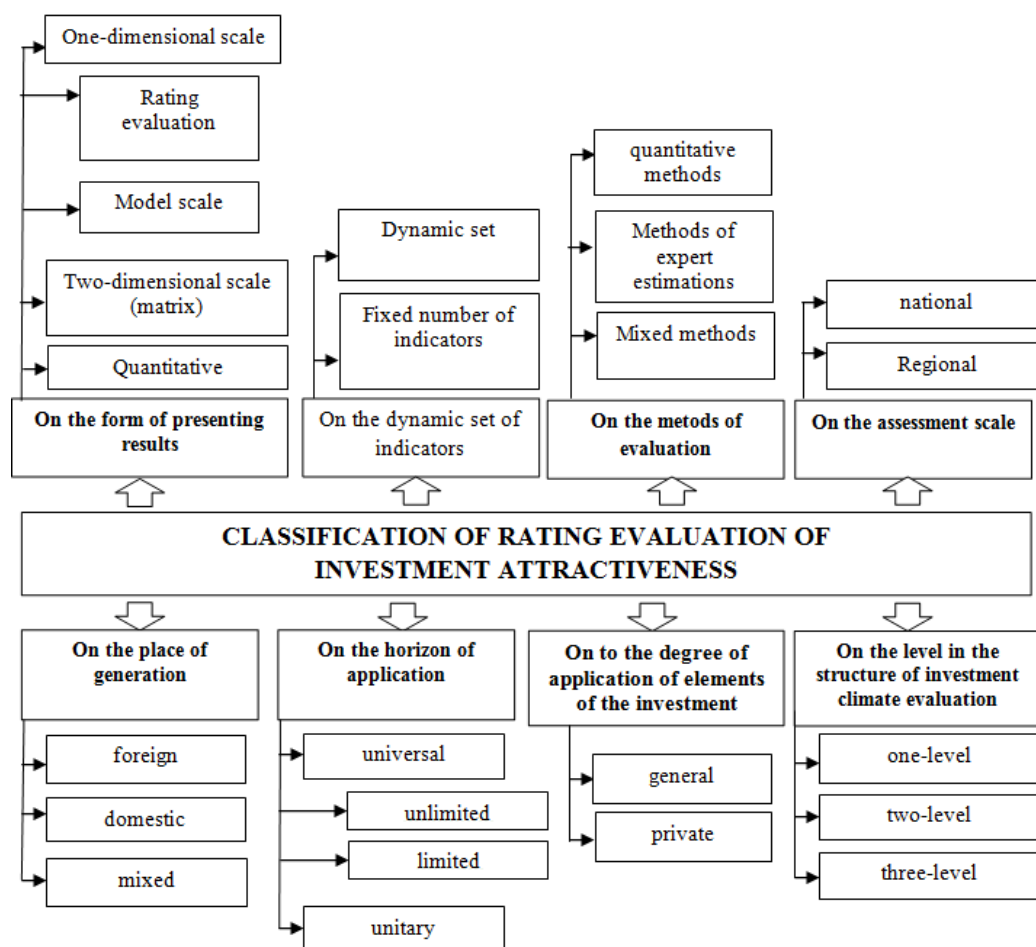 One-dimensional scale
Rating
evaluation
Model scale
Two-dimensional scale
(matrix)
Quantitative
On the form of presenting
results
Dynamic set
Fixed number of
indicators
On the dynamic set of
indicators
quantitative
methods
Methods of
expert
estimations
Mixed methods
On the metods of
evaluation
national
Regional
On the assessment scale
CLASSIFICATION OF RATING EVALUATION OF
INVESTMENT ATTRACTIVENESS
On the place of
generation
foreign
domestic
mixed
On the horizon of
application
universal
unlimited
limited
unitary
On to the degree of
application of elements
of the investment
general
private
On the level in the
structure of investment
climate evaluation
one-level
two-level
three-level